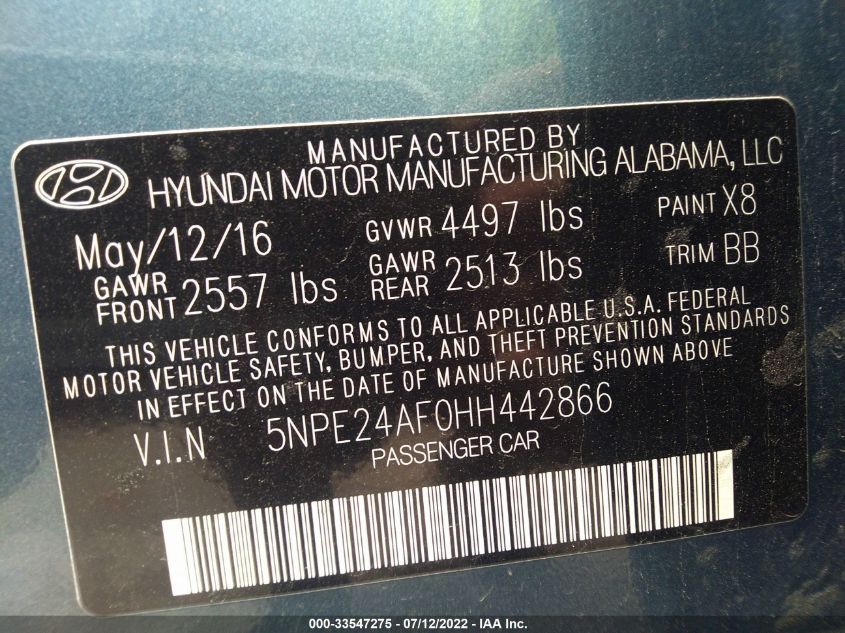 MANUFACTURED BY
HYUNDAI MOTOR MANUFACTURING ALABAMA, LLC
May/12/16 GVWR 4497 lbs PAINT X8
GAWR FRONT 2557 lbs GAWR REAR 2513 lbs TRIM BB
THIS VEHICLE CONFORMS TO ALL APPLICABLE U.S.A. FEDERAL
MOTOR VEHICLE SAFETY, BUMPER, AND THEFT PREVENTION STANDARDS
IN EFFECT ON THE DATE OF MANUFACTURE SHOWN ABOVE
V.I.N 5NPE24AF0HH442866
PASSENGER CAR
000-33547275 - 07/12/2022 - IAA Inc.